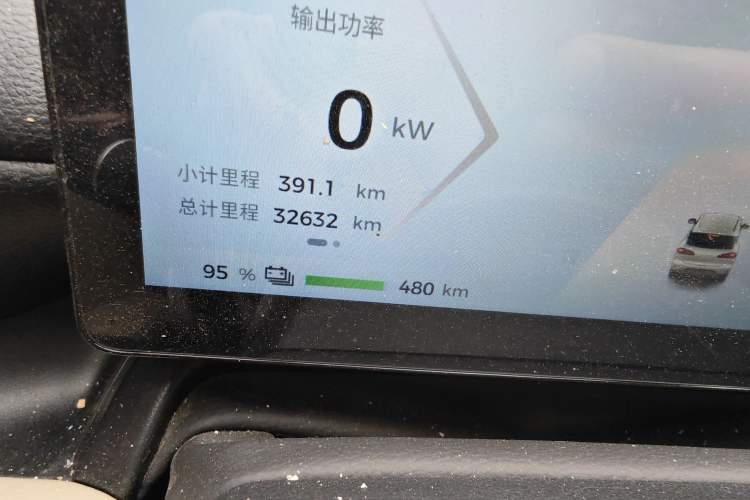 输出功率
0 kW
小计里程 391.1 km
总计里程 32632 km
95 % 480 km